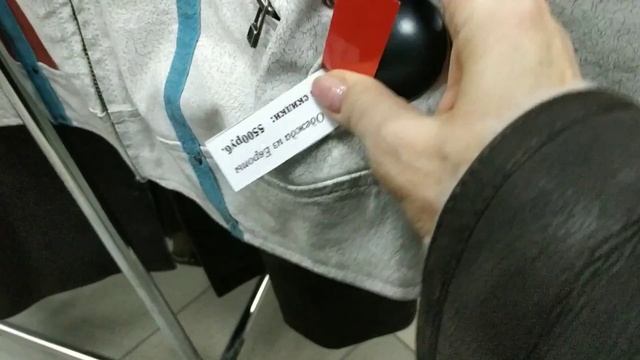 Одежда из Европы
скидки: 5500руб.